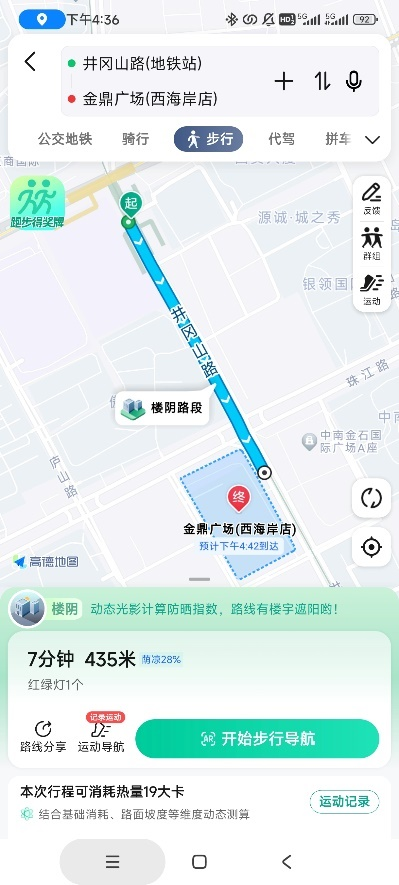 下午4:36
HD 5G 5G 92
井冈山路(地铁站)
金鼎广场(西海岸店)
公交地铁 骑行 步行 代驾 拼车
跑步得奖牌
起
反馈
源诚·城之秀
群组
银领国际
运动
井冈山路
珠江路
楼阴路段
中南金石国
际广场A座
庐山路
终
金鼎广场(西海岸店)
预计下午4:42到达
高德地图
楼阴 动态光影计算防晒指数，路线有楼宇遮阳哟！
7分钟 435米 荫凉28%
红绿灯1个
记录运动
路线分享 运动导航 AR 开始步行导航
本次行程可消耗热量19大卡
结合基础消耗、路面坡度等维度动态测算
运动记录